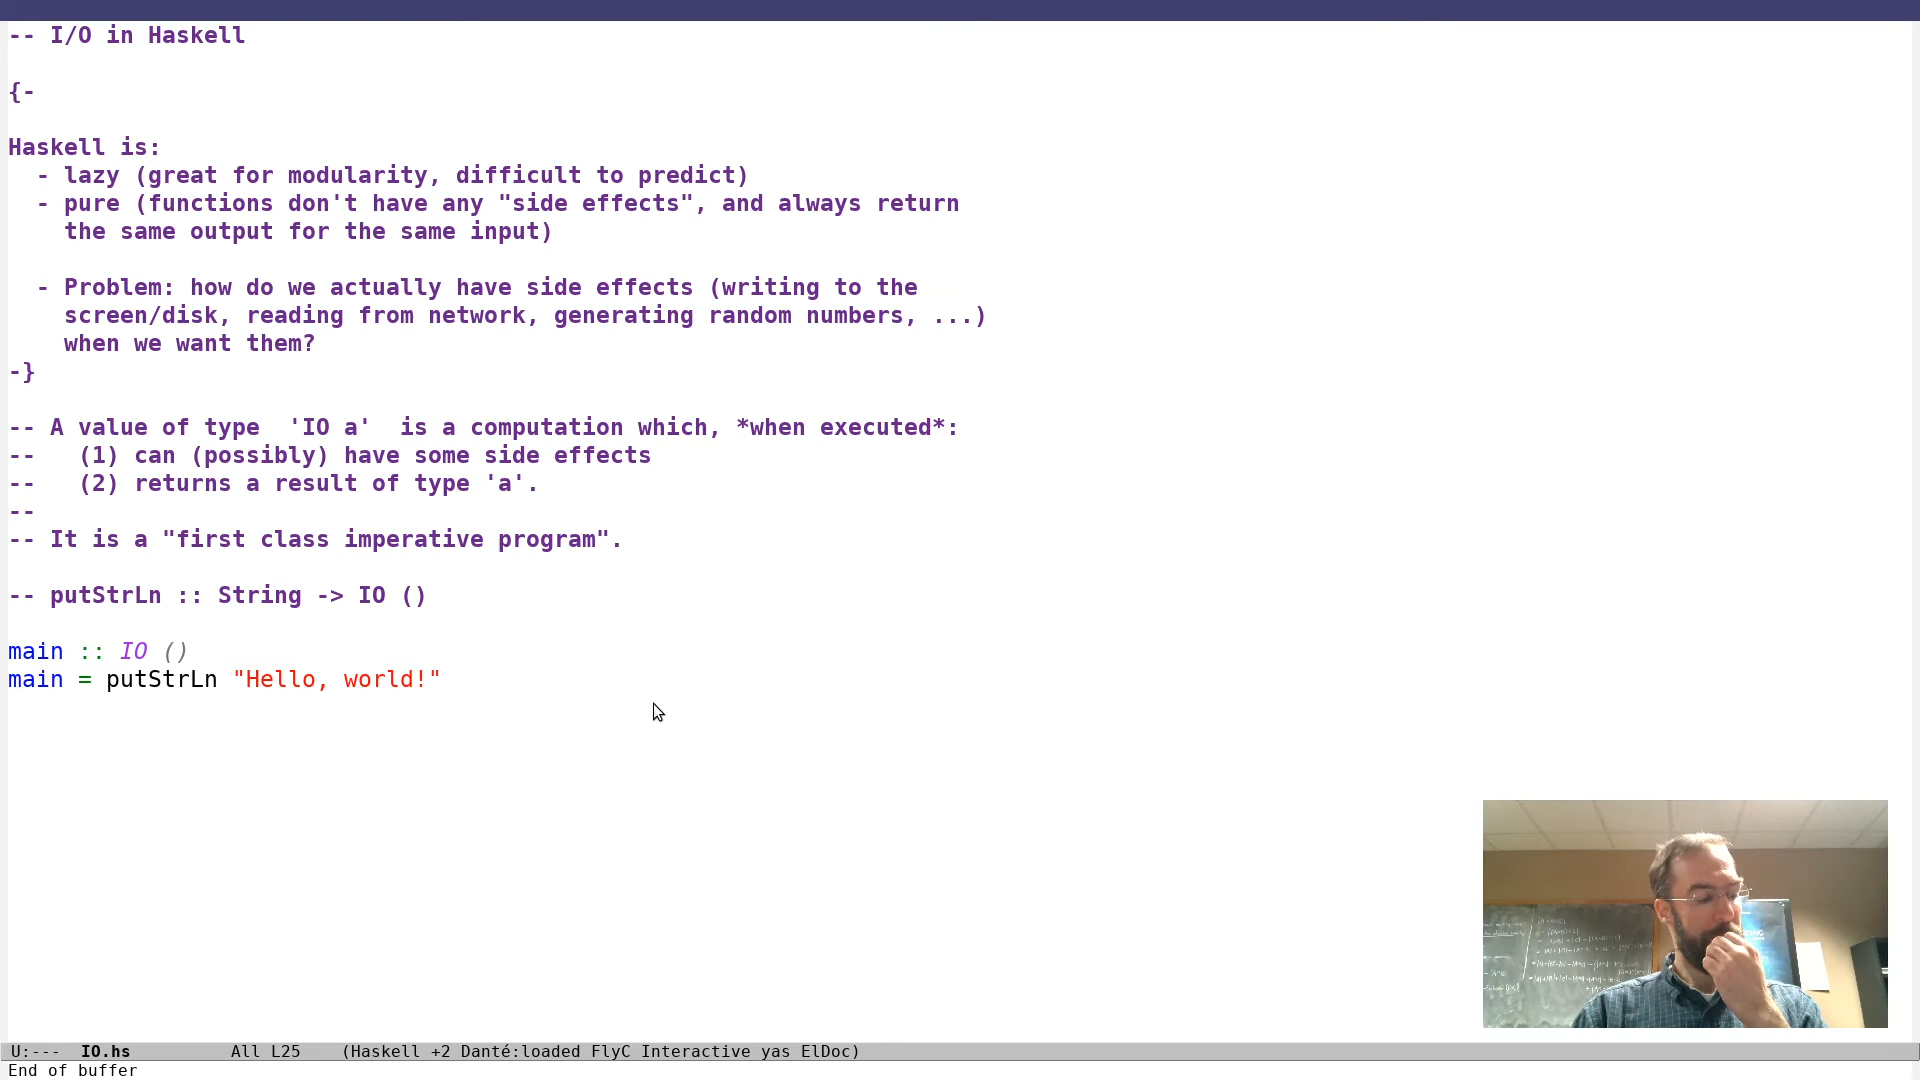 -- I/O in Haskell
{-
Haskell is:
- lazy (great for modularity, difficult to predict)
- pure (functions don't have any "side effects", and always return
the same output for the same input)
- Problem: how do we actually have side effects (writing to the
screen/disk, reading from network, generating random numbers, ...)
when we want them?
-}
-- A value of type  'IO a'  is a computation which, *when executed*:
--   (1) can (possibly) have some side effects
--   (2) returns a result of type 'a'.
--
-- It is a "first class imperative program".
-- putStrLn :: String -> IO ()
main :: IO ()
main = putStrLn "Hello, world!"
U:---  IO.hs          All L25    (Haskell +2 Danté:loaded FlyC Interactive yas ElDoc)
End of buffer